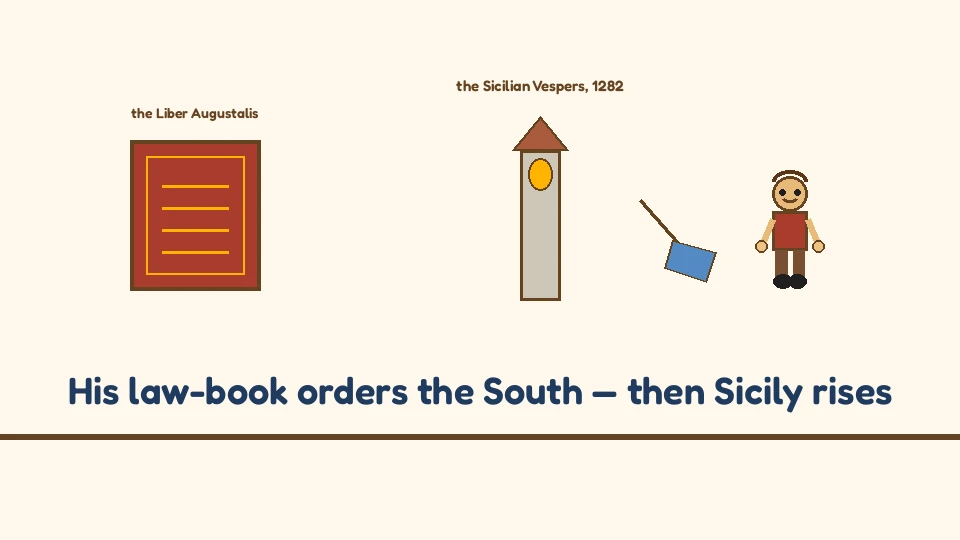 the Sicilian Vespers, 1282
the Liber Augustalis
His law-book orders the South — then Sicily rises